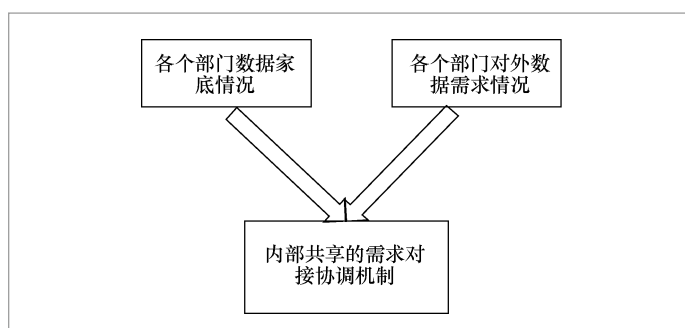 各个部门数据家
底情况
各个部门对外数
据需求情况
内部共享的需求对
接协调机制